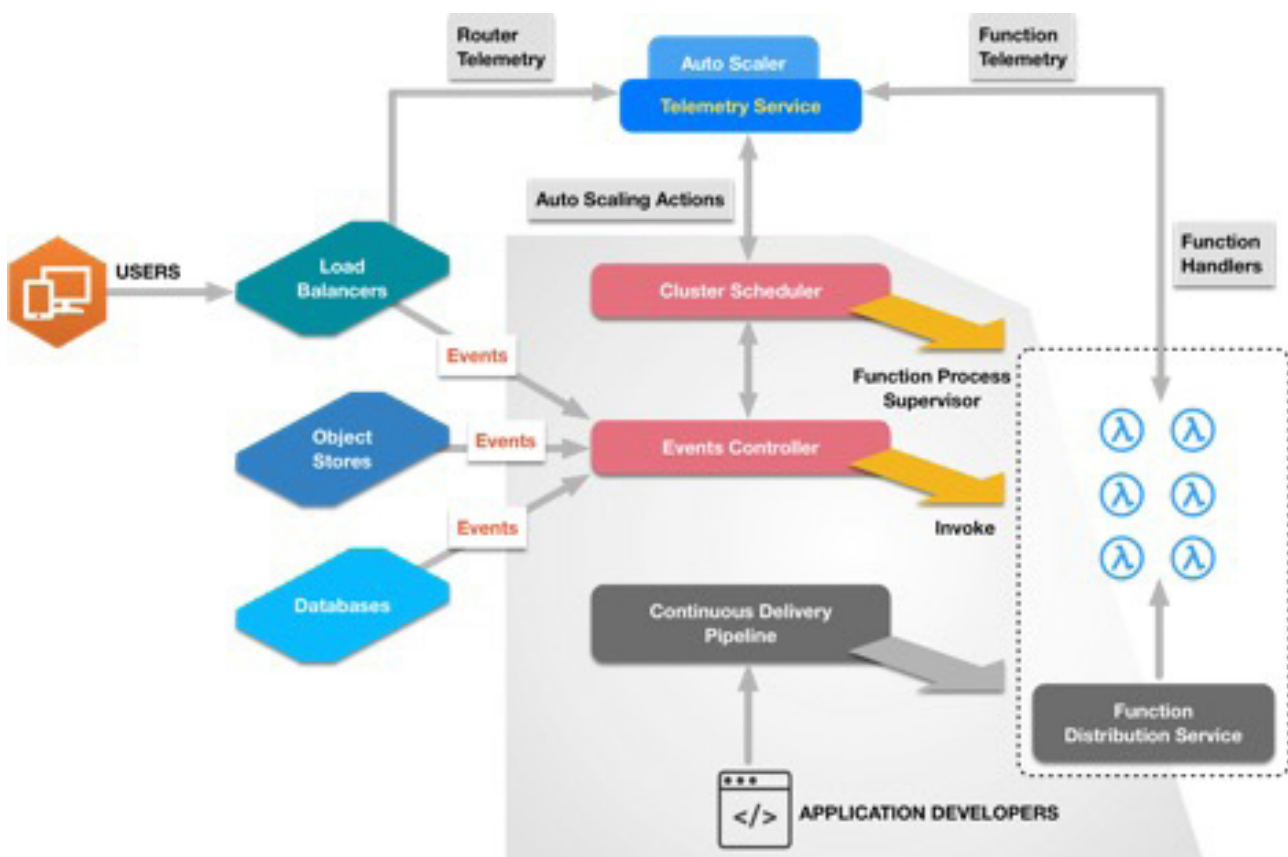 Router
Telemetry
Auto Scaler
Telemetry Service
Function
Telemetry
Auto Scaling Actions
USERS
Load
Balancers
Cluster Scheduler
Function
Handlers
Events
Function Process
Supervisor
Object
Stores
Events
Events Controller
λ λ
λ λ
λ λ
Events
Invoke
Databases
Continuous Delivery
Pipeline
Function
Distribution Service
</>
APPLICATION DEVELOPERS